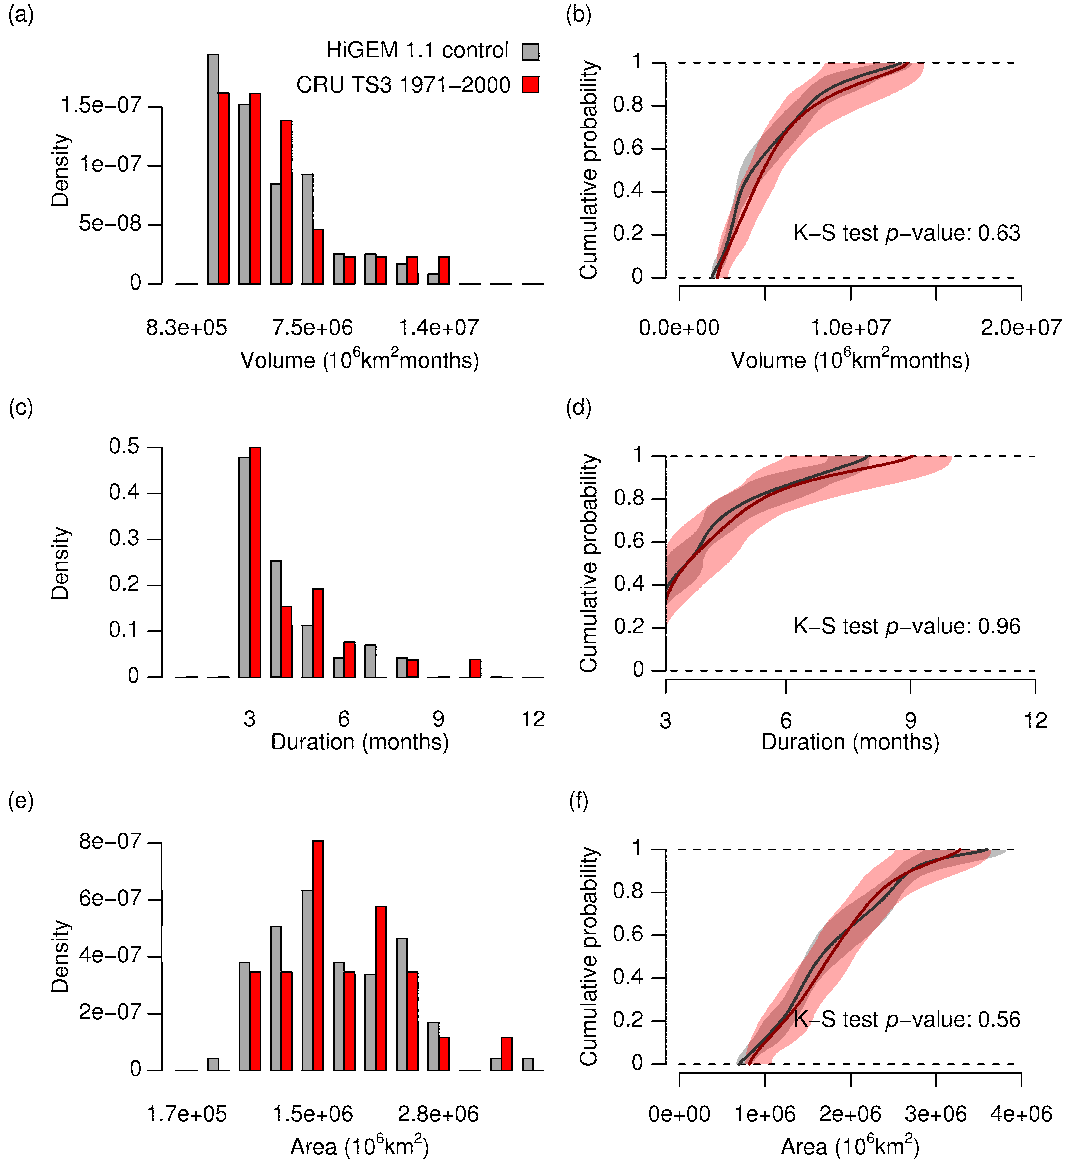 (a)
HiGEM 1.1 control
CRU TS3 1971−2000
Density
1.5e−07
1e−07
5e−08
0
8.3e+05 7.5e+06 1.4e+07
Volume (10⁶km²months)
(b)
Cumulative probability
1
0.8
0.6
0.4
0.2
0
K−S test p−value: 0.63
0.0e+00 1.0e+07 2.0e+07
Volume (10⁶km²months)
(c)
Density
0.5
0.4
0.3
0.2
0.1
0
3 6 9 12
Duration (months)
(d)
Cumulative probability
1
0.8
0.6
0.4
0.2
0
K−S test p−value: 0.96
3 6 9 12
Duration (months)
(e)
Density
8e−07
6e−07
4e−07
2e−07
0
1.7e+05 1.5e+06 2.8e+06
Area (10⁶km²)
(f)
Cumulative probability
1
0.8
0.6
0.4
0.2
0
K−S test p−value: 0.56
0e+00 1e+06 2e+06 3e+06 4e+06
Area (10⁶km²)